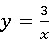 y = 3/x